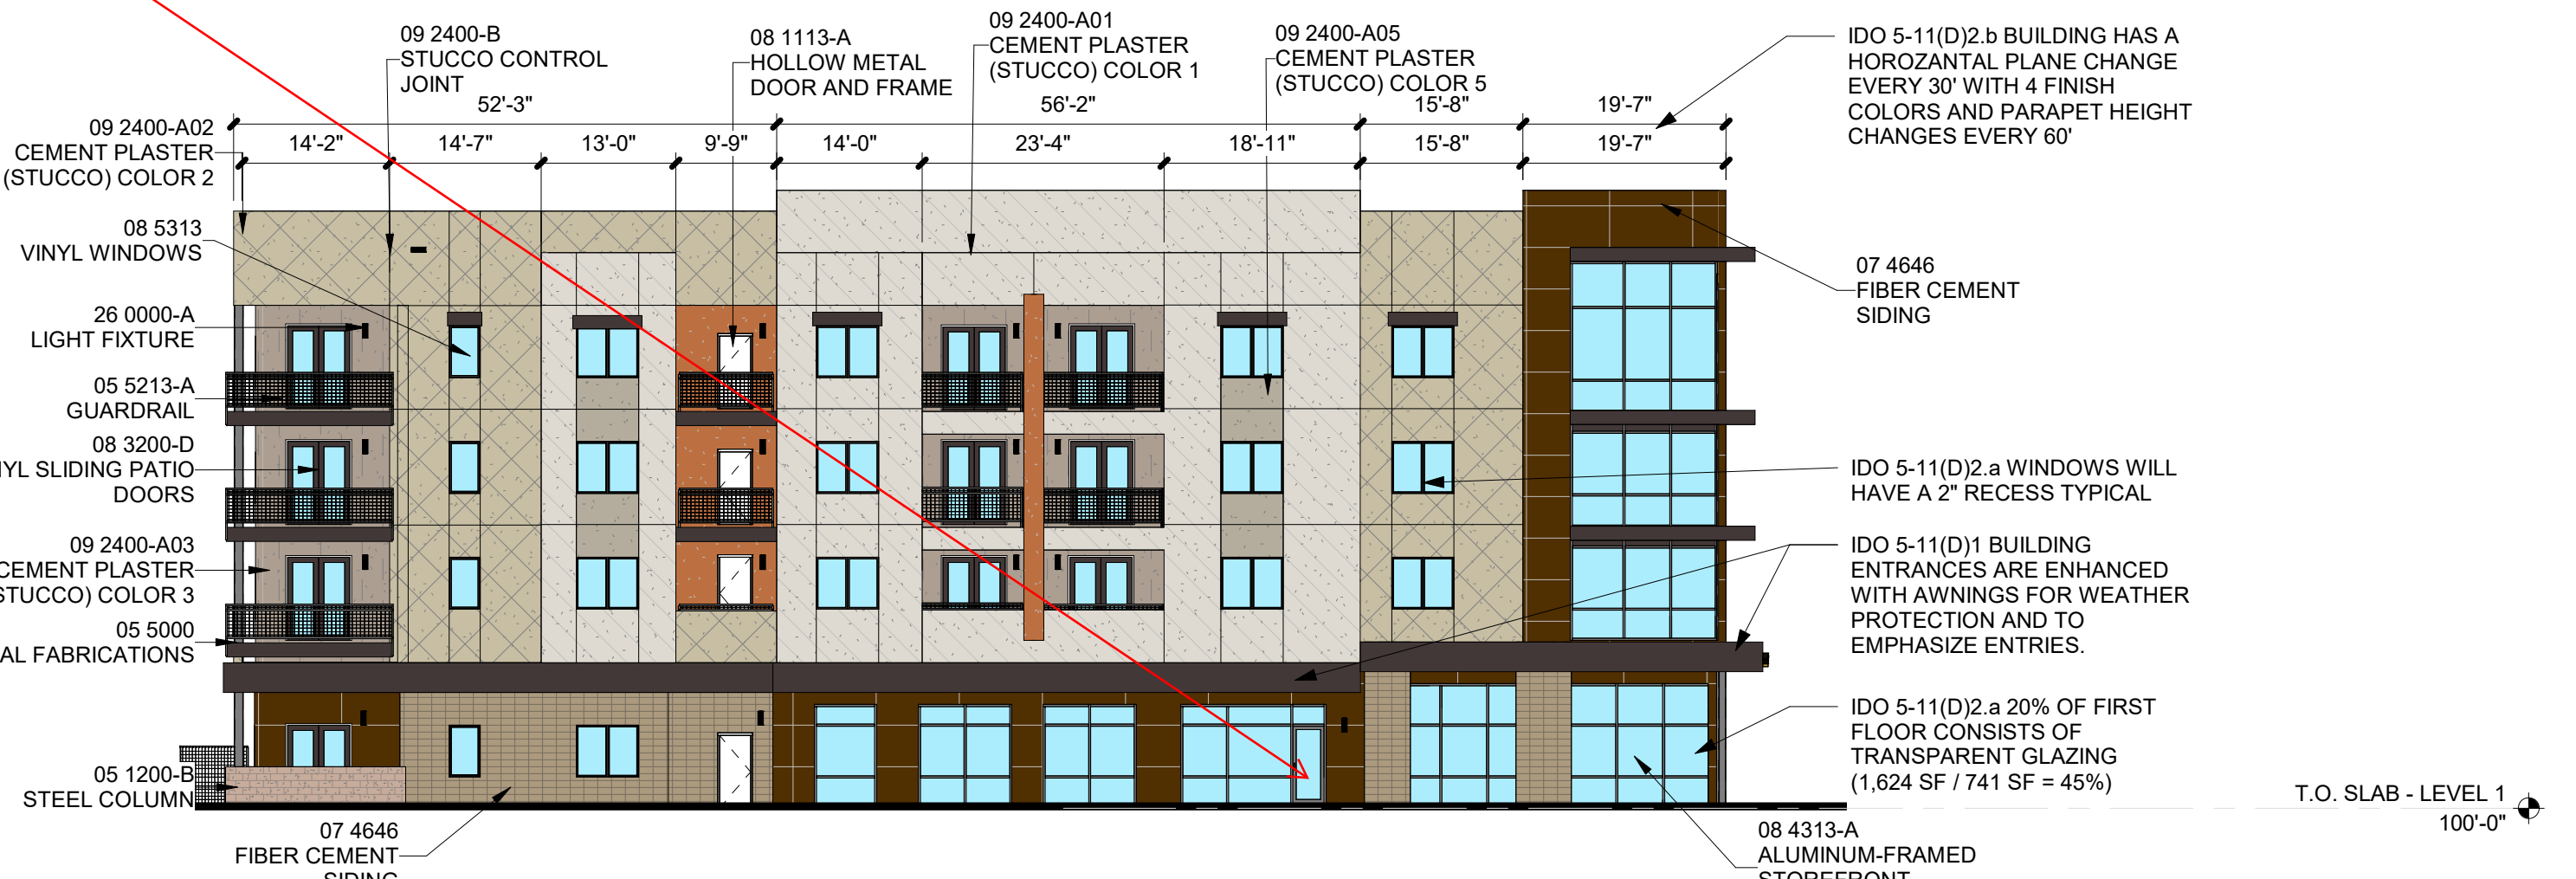 09 2400-B
STUCCO CONTROL
JOINT
08 1113-A
HOLLOW METAL
DOOR AND FRAME
09 2400-A01
CEMENT PLASTER
(STUCCO) COLOR 1
09 2400-A05
CEMENT PLASTER
(STUCCO) COLOR 5
IDO 5-11(D)2.b BUILDING HAS A
HOROZANTAL PLANE CHANGE
EVERY 30' WITH 4 FINISH
COLORS AND PARAPET HEIGHT
CHANGES EVERY 60'
52'-3"
56'-2"
15'-8"
19'-7"
14'-2"
14'-7"
13'-0"
9'-9"
14'-0"
23'-4"
18'-11"
15'-8"
19'-7"
09 2400-A02
CEMENT PLASTER
(STUCCO) COLOR 2
08 5313
VINYL WINDOWS
26 0000-A
LIGHT FIXTURE
05 5213-A
GUARDRAIL
08 3200-D
YL SLIDING PATIO
DOORS
09 2400-A03
CEMENT PLASTER
STUCCO) COLOR 3
05 5000
AL FABRICATIONS
05 1200-B
STEEL COLUMN
07 4646
FIBER CEMENT
SIDING
07 4646
FIBER CEMENT
SIDING
IDO 5-11(D)2.a WINDOWS WILL
HAVE A 2" RECESS TYPICAL
IDO 5-11(D)1 BUILDING
ENTRANCES ARE ENHANCED
WITH AWNINGS FOR WEATHER
PROTECTION AND TO
EMPHASIZE ENTRIES.
IDO 5-11(D)2.a 20% OF FIRST
FLOOR CONSISTS OF
TRANSPARENT GLAZING
(1,624 SF / 741 SF = 45%)
08 4313-A
ALUMINUM-FRAMED
STOREFRONT
T.O. SLAB - LEVEL 1
100'-0"